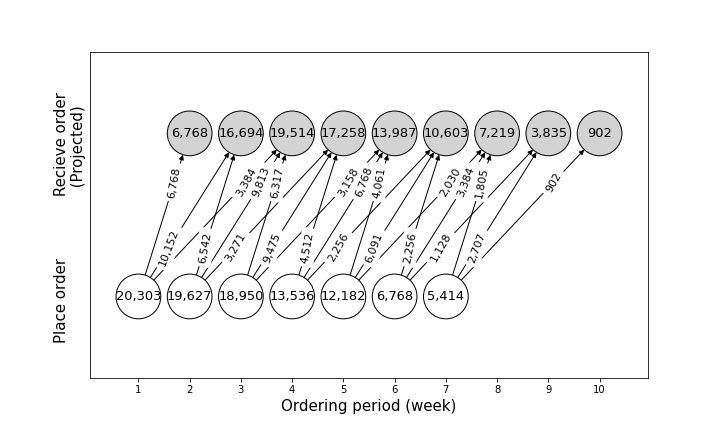 Recieve order
(Projected)
6,768 16,694 19,514 17,258 13,987 10,603 7,219 3,835 902
6,768 3,384 9,813 6,317 3,158 6,768 4,061 2,030 3,384 1,805 902
10,152 6,542 3,271 9,475 4,512 2,256 6,091 2,256 1,128 2,707
Place order
20,303 19,627 18,950 13,536 12,182 6,768 5,414
1 2 3 4 5 6 7 8 9 10
Ordering period (week)